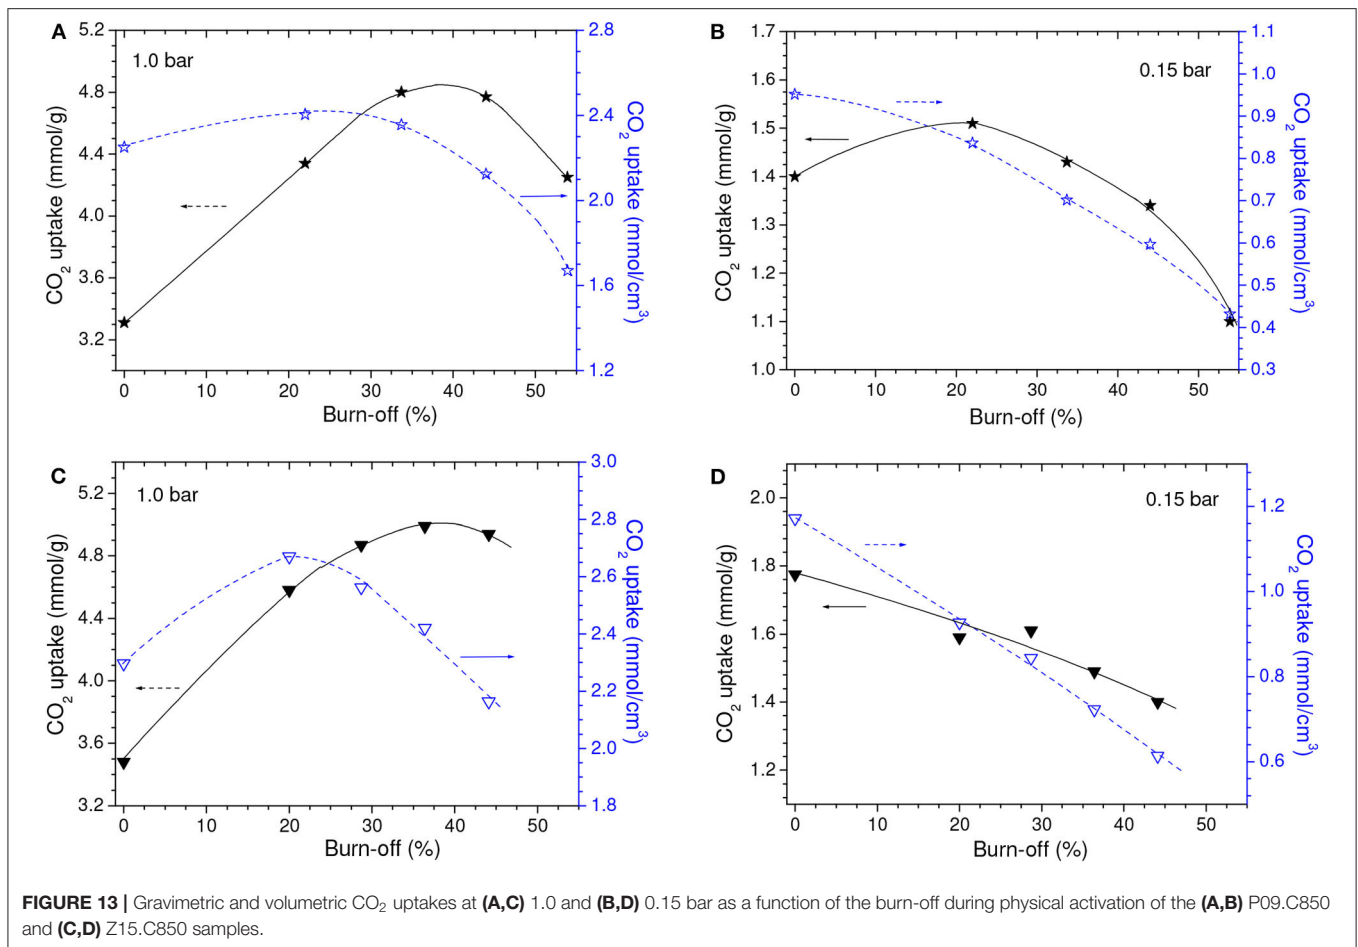 A
1.0 bar
5.2
4.8
4.4
4.0
3.6
3.2
CO₂ uptake (mmol/g)
2.8
2.4
2.0
1.6
1.2
CO₂ uptake (mmol/cm³)
0 10 20 30 40 50
Burn-off (%)
B
0.15 bar
1.7
1.6
1.5
1.4
1.3
1.2
1.1
1.0
CO₂ uptake (mmol/g)
1.1
1.0
0.9
0.8
0.7
0.6
0.5
0.4
0.3
CO₂ uptake (mmol/cm³)
0 10 20 30 40 50
Burn-off (%)
C
1.0 bar
5.2
4.8
4.4
4.0
3.6
3.2
CO₂ uptake (mmol/g)
3.0
2.8
2.6
2.4
2.2
2.0
1.8
CO₂ uptake (mmol/cm³)
0 10 20 30 40 50
Burn-off (%)
D
0.15 bar
2.0
1.8
1.6
1.4
1.2
CO₂ uptake (mmol/g)
1.2
1.0
0.8
0.6
CO₂ uptake (mmol/cm³)
0 10 20 30 40 50
Burn-off (%)
FIGURE 13 | Gravimetric and volumetric CO₂ uptakes at (A,C) 1.0 and (B,D) 0.15 bar as a function of the burn-off during physical activation of the (A,B) P09.C850
and (C,D) Z15.C850 samples.